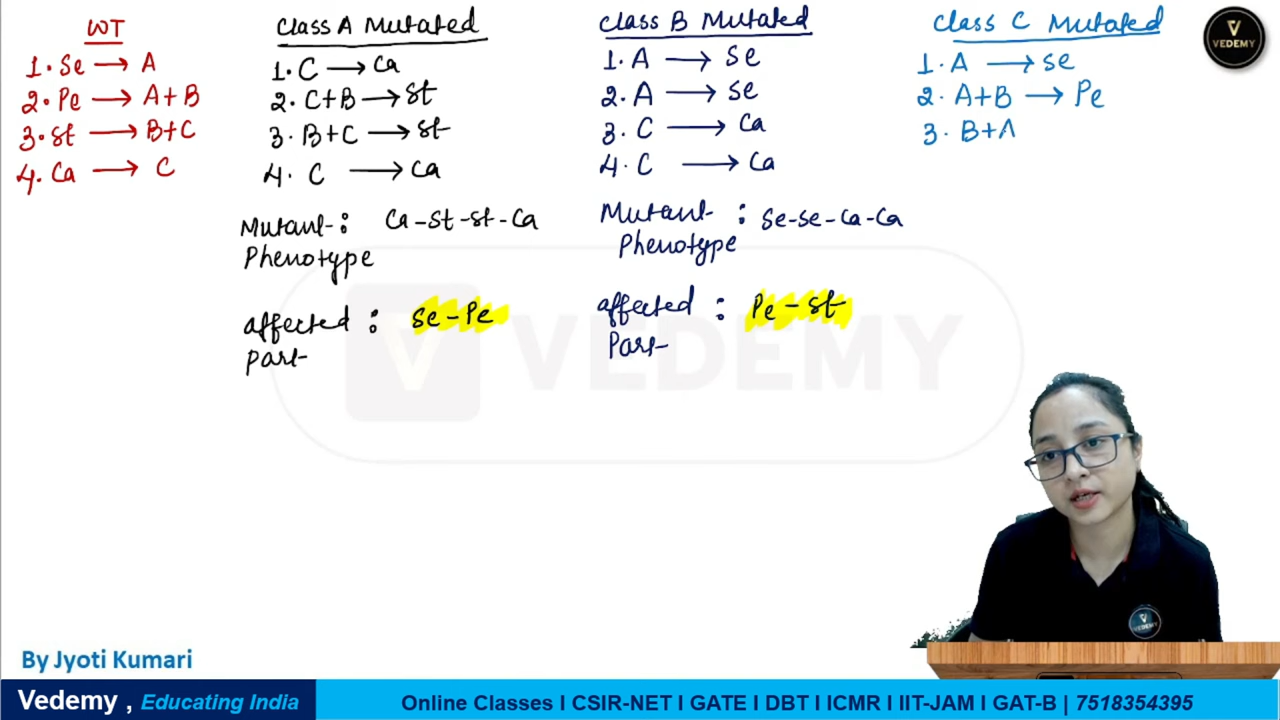 WT
1. Se → A
2. Pe → A+B
3. St → B+C
4. Ca → C
Class A Mutated
1. C → Ca
2. C+B → St
3. B+C → St
4. C → Ca
Mutant : Ca-St-St-Ca
Phenotype
affected : Se-Pe
Part
Class B Mutated
1. A → Se
2. A → Se
3. C → Ca
4. C → Ca
Mutant : Se-Se-Ca-Ca
Phenotype
affected : Pe-St
Part
Class C Mutated
1. A → Se
2. A+B → Pe
3. B+A
VEDEMY
VEDEMY
VEDEMY
By Jyoti Kumari
Vedemy , Educating India
Online Classes I CSIR-NET I GATE I DBT I ICMR I IIT-JAM I GAT-B | 7518354395